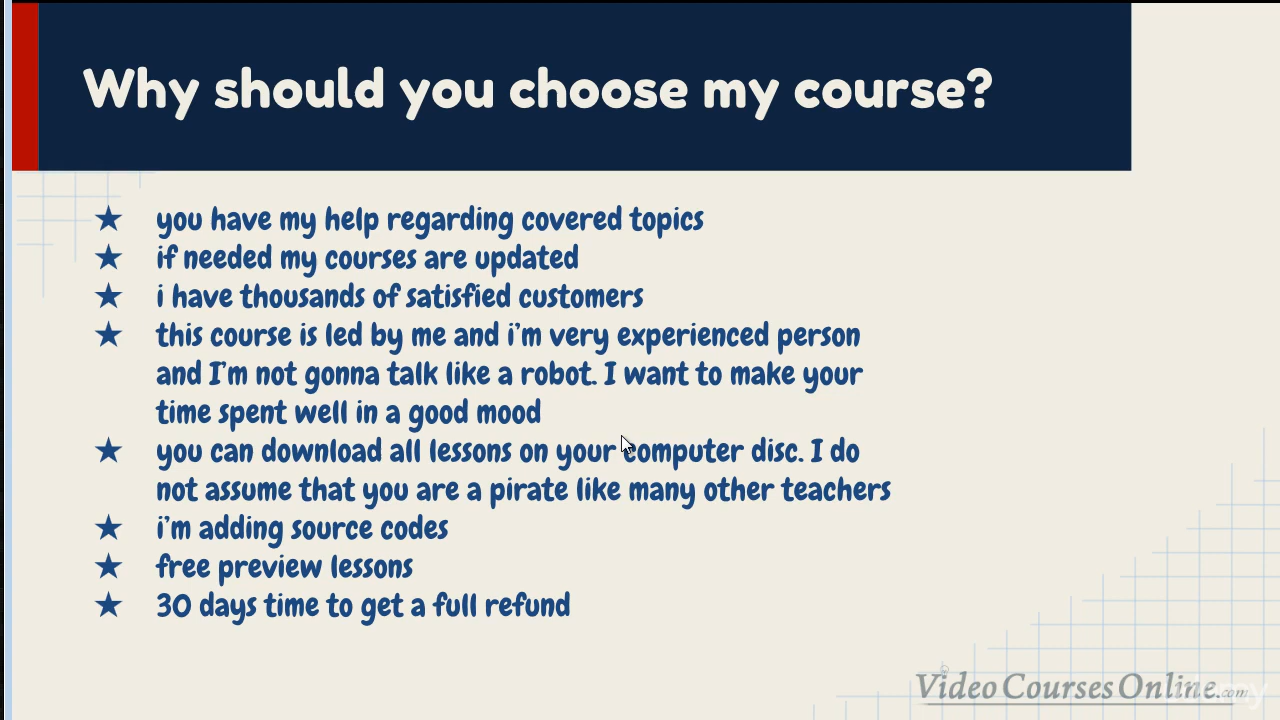 Why should you choose my course?
★ you have my help regarding covered topics
★ if needed my courses are updated
★ i have thousands of satisfied customers
★ this course is led by me and i'm very experienced person
and I'm not gonna talk like a robot. I want to make your
time spent well in a good mood
★ you can download all lessons on your computer disc. I do
not assume that you are a pirate like many other teachers
★ i'm adding source codes
★ free preview lessons
★ 30 days time to get a full refund
Video Courses Online.com